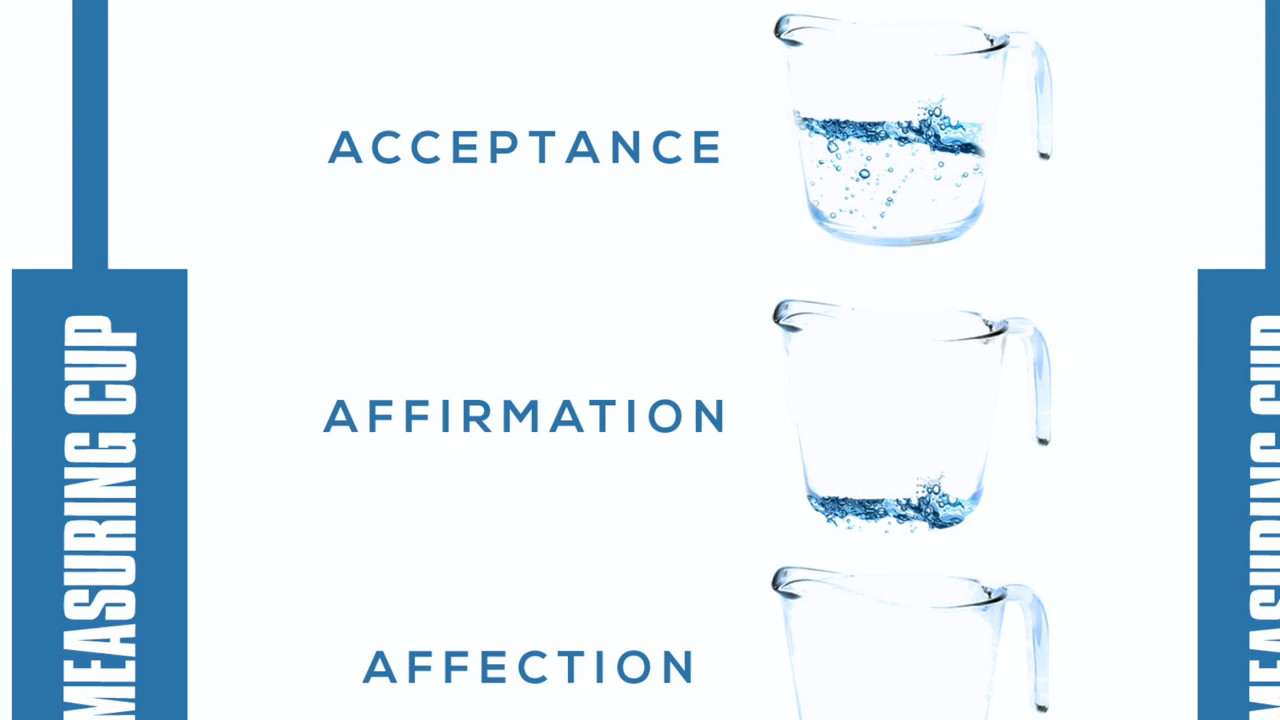 MEASURING CUP
ACCEPTANCE
AFFIRMATION
AFFECTION
MEASURING CUP